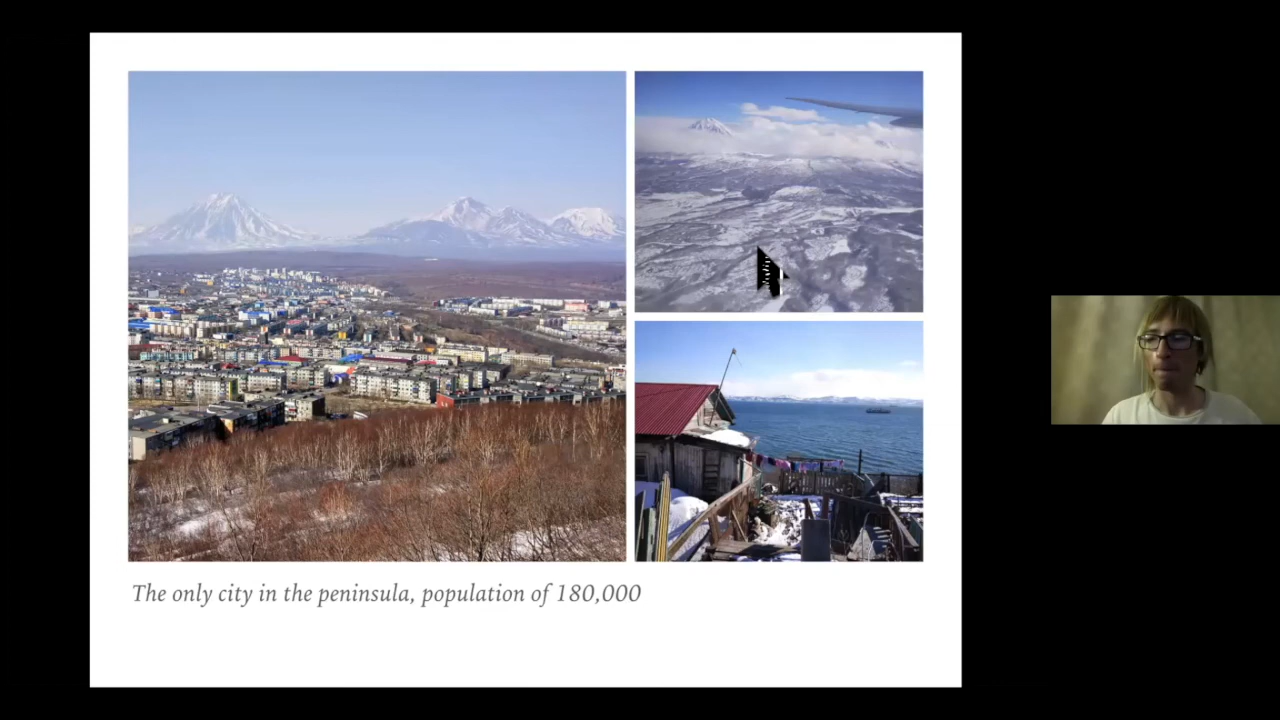 The only city in the peninsula, population of 180,000